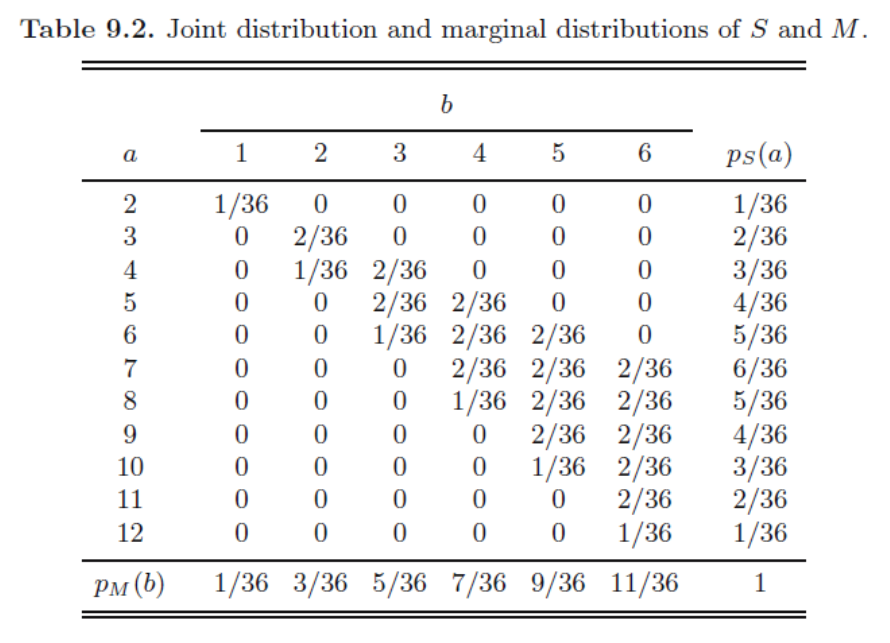 Table 9.2. Joint distribution and marginal distributions of S and M.
b
a 1 2 3 4 5 6 pS(a)
2 1/36 0 0 0 0 0 1/36
3 0 2/36 0 0 0 0 2/36
4 0 1/36 2/36 0 0 0 3/36
5 0 0 2/36 2/36 0 0 4/36
6 0 0 1/36 2/36 2/36 0 5/36
7 0 0 0 2/36 2/36 2/36 6/36
8 0 0 0 1/36 2/36 2/36 5/36
9 0 0 0 0 2/36 2/36 4/36
10 0 0 0 0 1/36 2/36 3/36
11 0 0 0 0 0 2/36 2/36
12 0 0 0 0 0 1/36 1/36
pM(b) 1/36 3/36 5/36 7/36 9/36 11/36 1